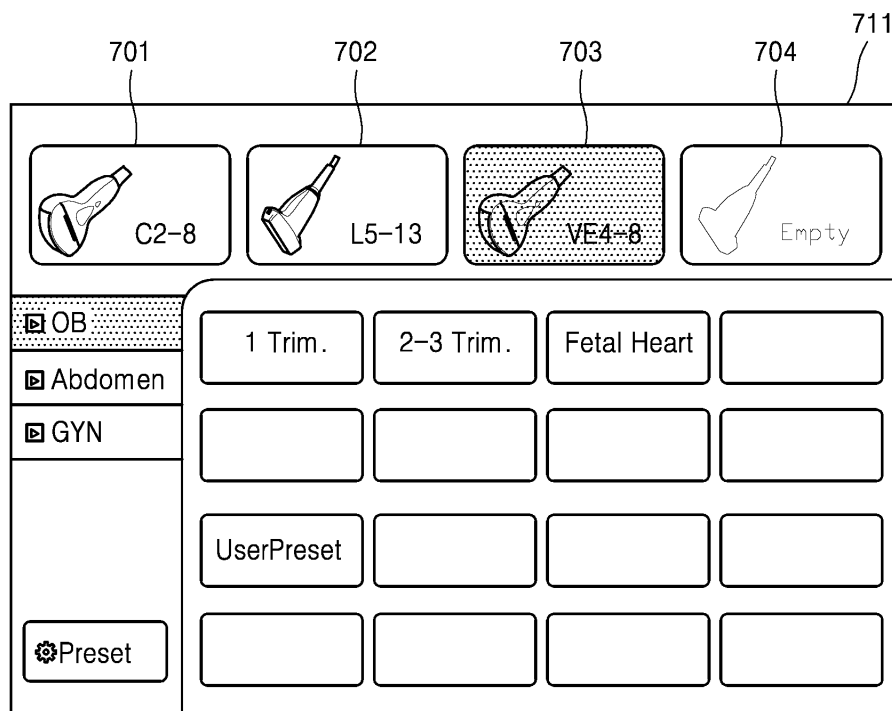 711
701 702 703 704
C2-8 L5-13 VE4-8 Empty
OB
1 Trim. 2-3 Trim. Fetal Heart
Abdomen
GYN
UserPreset
Preset